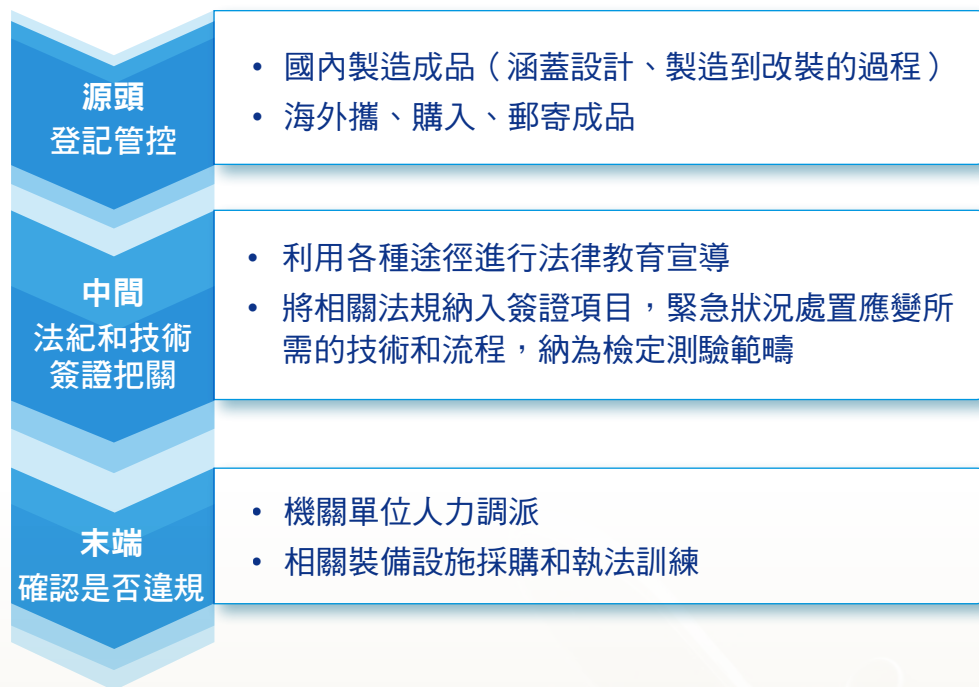 源頭
登記管控
• 國內製造成品（涵蓋設計、製造到改裝的過程）
• 海外攜、購入、郵寄成品
中間
法紀和技術
簽證把關
• 利用各種途徑進行法律教育宣導
• 將相關法規納入簽證項目，緊急狀況處置應變所
需的技術和流程，納為檢定測驗範疇
末端
確認是否違規
• 機關單位人力調派
• 相關裝備設施採購和執法訓練